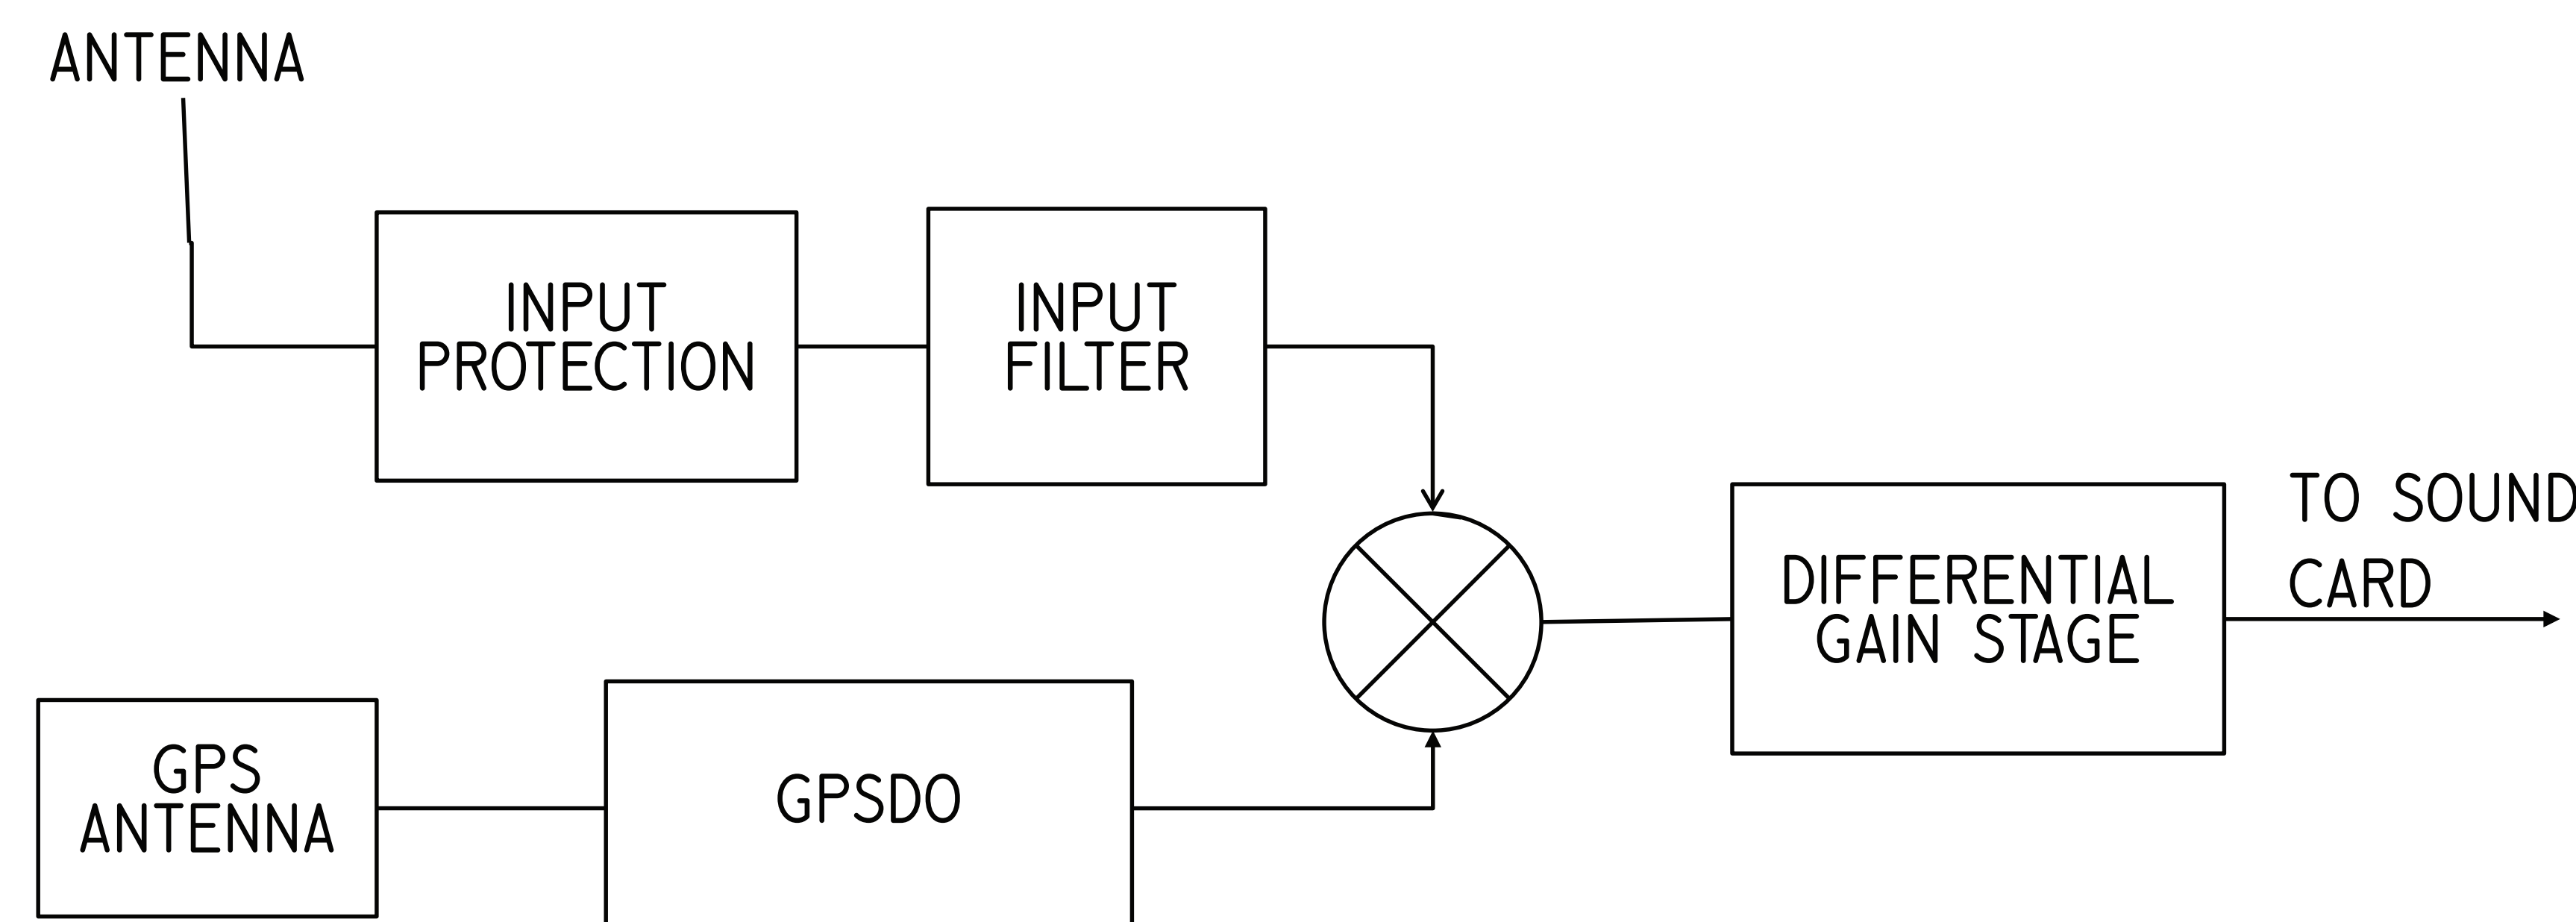 ANTENNA
INPUT
PROTECTION
INPUT
FILTER
TO SOUND
CARD
DIFFERENTIAL
GAIN STAGE
GPS
ANTENNA
GPSDO